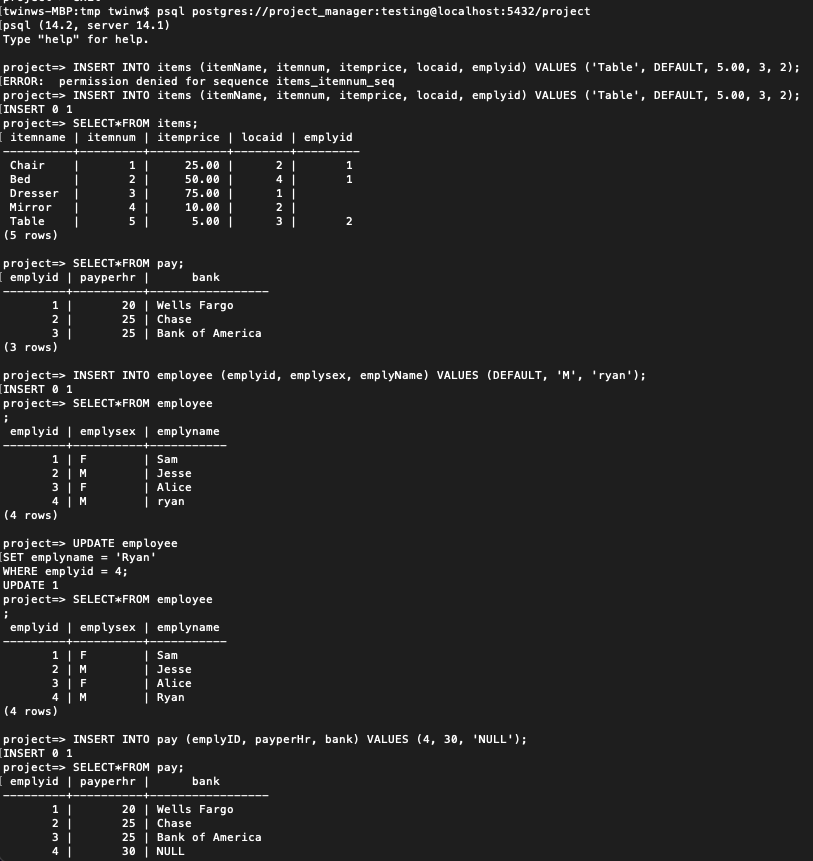 [twinws-MBP:tmp twinw$ psql postgres://project_manager:testing@localhost:5432/project
[psql (14.2, server 14.1)
Type "help" for help.
project=> INSERT INTO items (itemName, itemnum, itemprice, locaid, emplyid) VALUES ('Table', DEFAULT, 5.00, 3, 2);
[ERROR:  permission denied for sequence items_itemnum_seq
project=> INSERT INTO items (itemName, itemnum, itemprice, locaid, emplyid) VALUES ('Table', DEFAULT, 5.00, 3, 2);
[INSERT 0 1
project=> SELECT*FROM items;
[ itemname | itemnum | itemprice | locaid | emplyid
----------+---------+-----------+--------+---------
 Chair    |       1 |     25.00 |      2 |       1
 Bed      |       2 |     50.00 |      4 |       1
 Dresser  |       3 |     75.00 |      1 |
 Mirror   |       4 |     10.00 |      2 |
 Table    |       5 |      5.00 |      3 |       2
(5 rows)
project=> SELECT*FROM pay;
[ emplyid | payperhr |      bank
---------+----------+-----------------
       1 |       20 | Wells Fargo
       2 |       25 | Chase
       3 |       25 | Bank of America
(3 rows)
project=> INSERT INTO employee (emplyid, emplysex, emplyName) VALUES (DEFAULT, 'M', 'ryan');
[INSERT 0 1
project=> SELECT*FROM employee
;
 emplyid | emplysex | emplyname
---------+----------+-----------
       1 | F        | Sam
       2 | M        | Jesse
       3 | F        | Alice
       4 | M        | ryan
(4 rows)
project=> UPDATE employee
[SET emplyname = 'Ryan'
WHERE emplyid = 4;
UPDATE 1
project=> SELECT*FROM employee
;
 emplyid | emplysex | emplyname
---------+----------+-----------
       1 | F        | Sam
       2 | M        | Jesse
       3 | F        | Alice
       4 | M        | Ryan
(4 rows)
project=> INSERT INTO pay (emplyID, payperHr, bank) VALUES (4, 30, 'NULL');
[INSERT 0 1
project=> SELECT*FROM pay;
[ emplyid | payperhr |      bank
---------+----------+-----------------
       1 |       20 | Wells Fargo
       2 |       25 | Chase
       3 |       25 | Bank of America
       4 |       30 | NULL